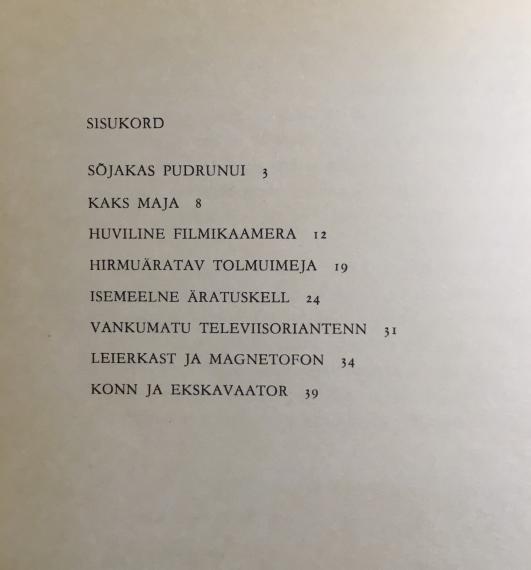 SISUKORD
SÕJAKAS PUDRUNUI 3
KAKS MAJA 8
HUVILINE FILMIKAAMERA 12
HIRMUÄRATAV TOLMUIMEJA 19
ISEMEELNE ÄRATUSKELL 24
VANKUMATU TELEVIISORIANTENN 31
LEIERKAST JA MAGNETOFON 34
KONN JA EKSKAVAATOR 39